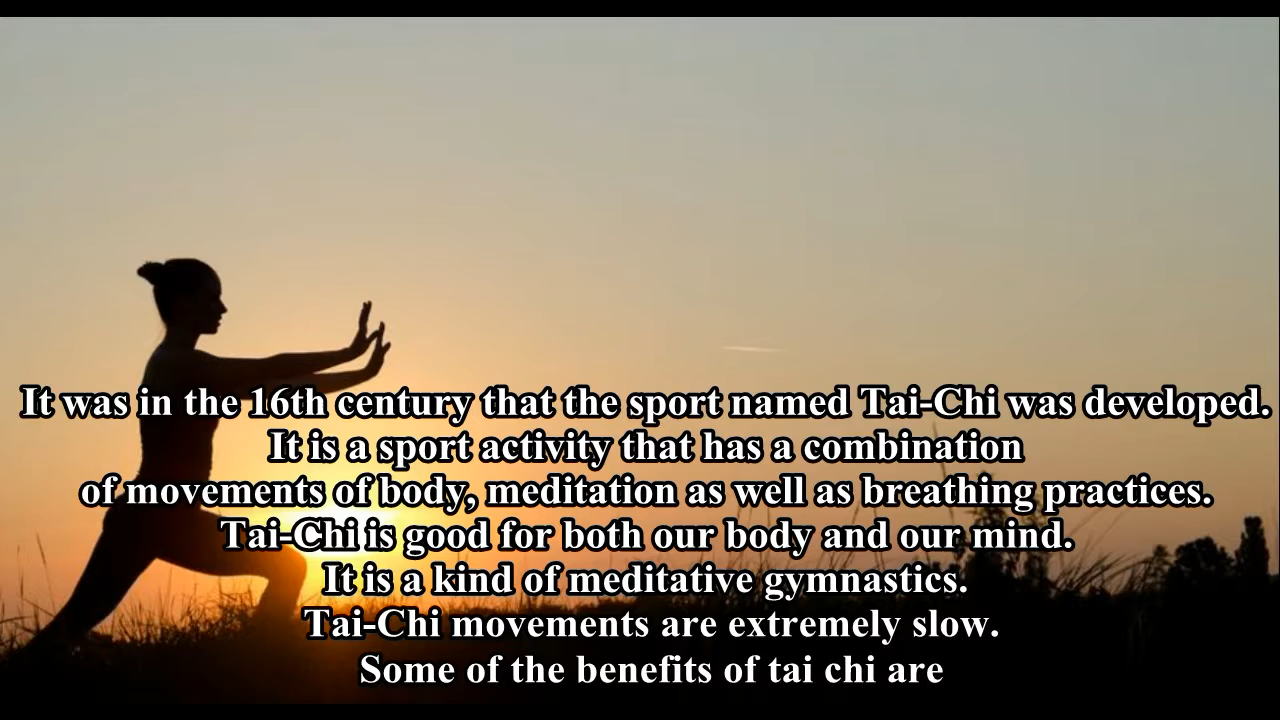 It was in the 16th century that the sport named Tai-Chi was developed.
It is a sport activity that has a combination
of movements of body, meditation as well as breathing practices.
Tai-Chi is good for both our body and our mind.
It is a kind of meditative gymnastics.
Tai-Chi movements are extremely slow.
Some of the benefits of tai chi are